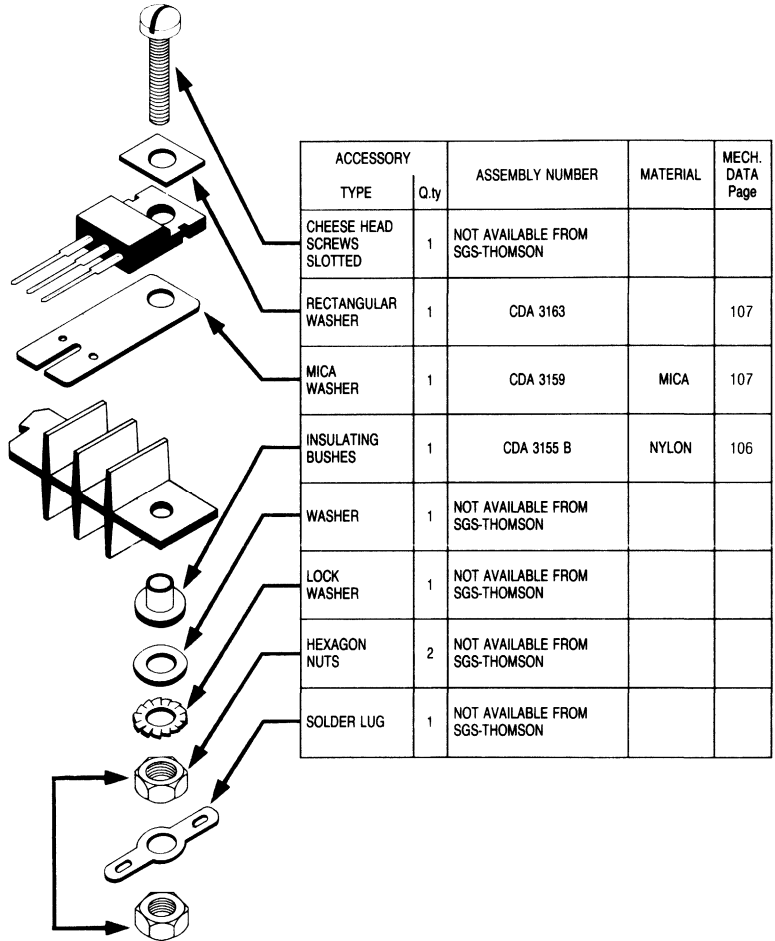 ACCESSORY
TYPE
Q.ty
ASSEMBLY NUMBER
MATERIAL
MECH.
DATA
Page
CHEESE HEAD
SCREWS
SLOTTED
1
NOT AVAILABLE FROM
SGS-THOMSON
RECTANGULAR
WASHER
1
CDA 3163
107
MICA
WASHER
1
CDA 3159
MICA
107
INSULATING
BUSHES
1
CDA 3155 B
NYLON
106
WASHER
1
NOT AVAILABLE FROM
SGS-THOMSON
LOCK
WASHER
1
NOT AVAILABLE FROM
SGS-THOMSON
HEXAGON
NUTS
2
NOT AVAILABLE FROM
SGS-THOMSON
SOLDER LUG
1
NOT AVAILABLE FROM
SGS-THOMSON